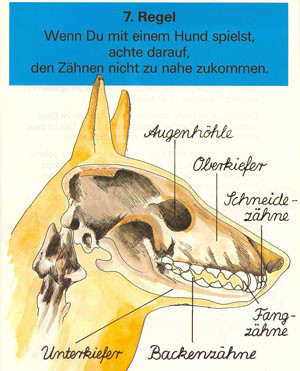 7. Regel
Wenn Du mit einem Hund spielst,
achte darauf,
den Zähnen nicht zu nahe zukommen.
Augenhöhle
Oberkiefer
Schneide-
zähne
Fang-
zähne
Unterkiefer
Backenzähne